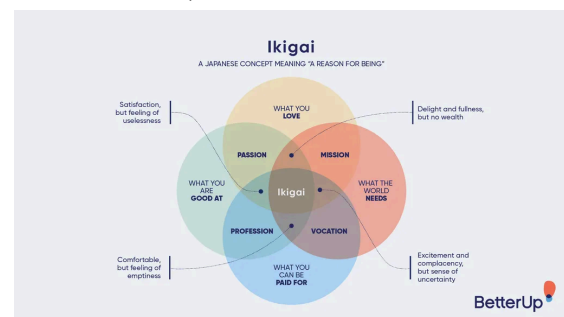 Ikigai
A JAPANESE CONCEPT MEANING "A REASON FOR BEING"
Satisfaction,
but feeling of
uselessness
WHAT YOU
LOVE
Delight and fullness,
but no wealth
PASSION
MISSION
WHAT YOU
ARE
GOOD AT
Ikigai
WHAT THE
WORLD
NEEDS
PROFESSION
VOCATION
Comfortable,
but feeling of
emptiness
WHAT YOU
CAN BE
PAID FOR
Excitement and
complacency,
but sense of
uncertainty
BetterUp